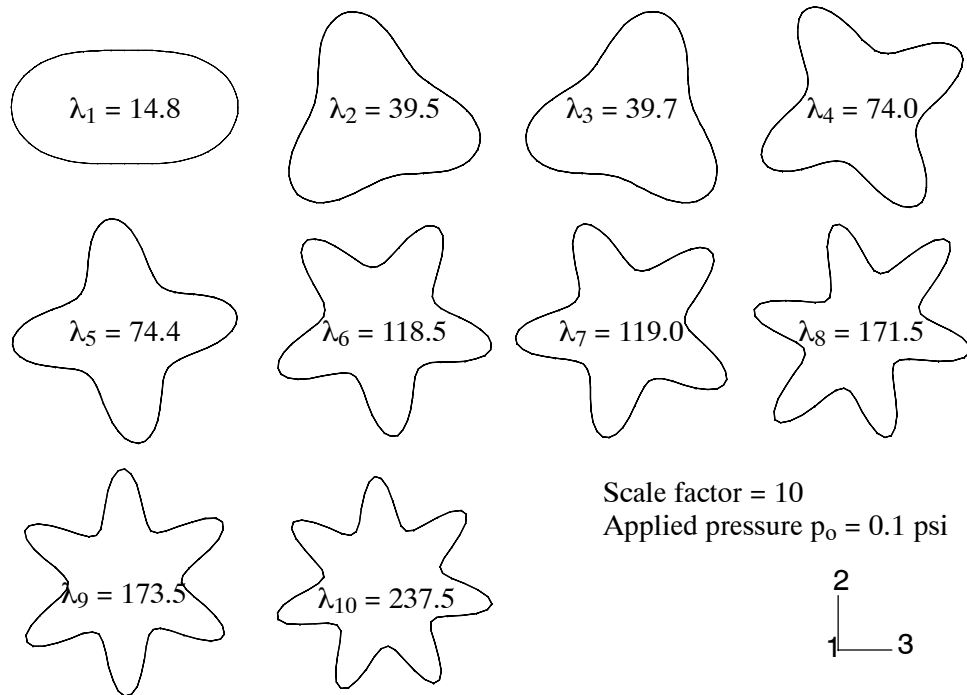 λ₁ = 14.8
λ₂ = 39.5
λ₃ = 39.7
λ₄ = 74.0
λ₅ = 74.4
λ₆ = 118.5
λ₇ = 119.0
λ₈ = 171.5
λ₉ = 173.5
λ₁₀ = 237.5
Scale factor = 10
Applied pressure pₒ = 0.1 psi
2
1
3